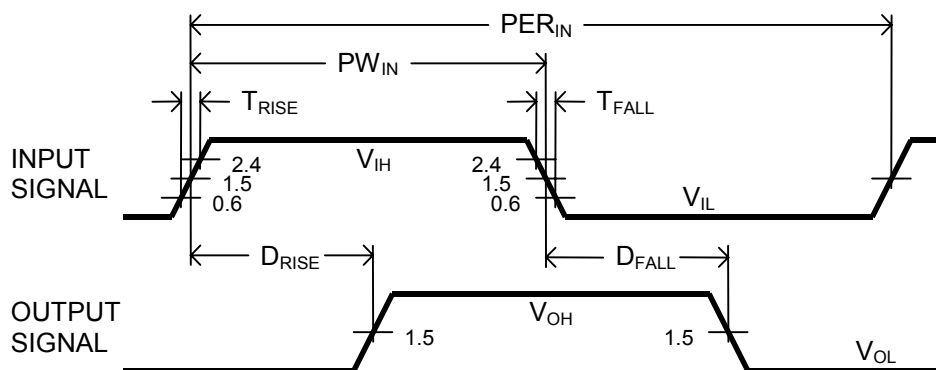 PER_IN
PW_IN
T_RISE
T_FALL
INPUT
SIGNAL
V_IH
2.4
1.5
0.6
2.4
1.5
0.6
V_IL
D_RISE
D_FALL
OUTPUT
SIGNAL
V_OH
1.5
1.5
V_OL